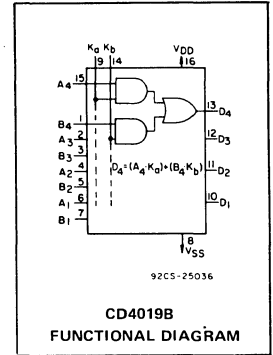 Ka Kb
9 14 VDD
16
A4 15
B4 1
13 D4
A3 2
12 D3
B3 3
D4=(A4·Ka)+(B4·Kb)
A2 4
11 D2
B2 5
A1 6
10 D1
B1 7
8
VSS
92CS-25036
CD4019B
FUNCTIONAL DIAGRAM